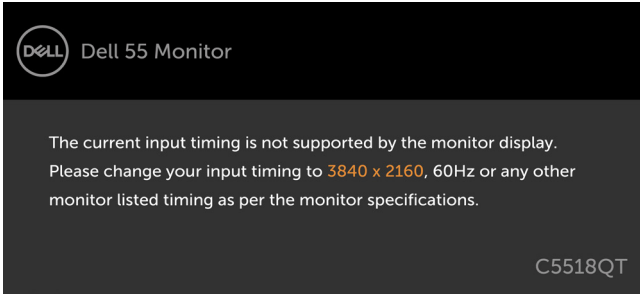 DELL
Dell 55 Monitor
The current input timing is not supported by the monitor display.
Please change your input timing to 3840 x 2160, 60Hz or any other
monitor listed timing as per the monitor specifications.
C5518QT